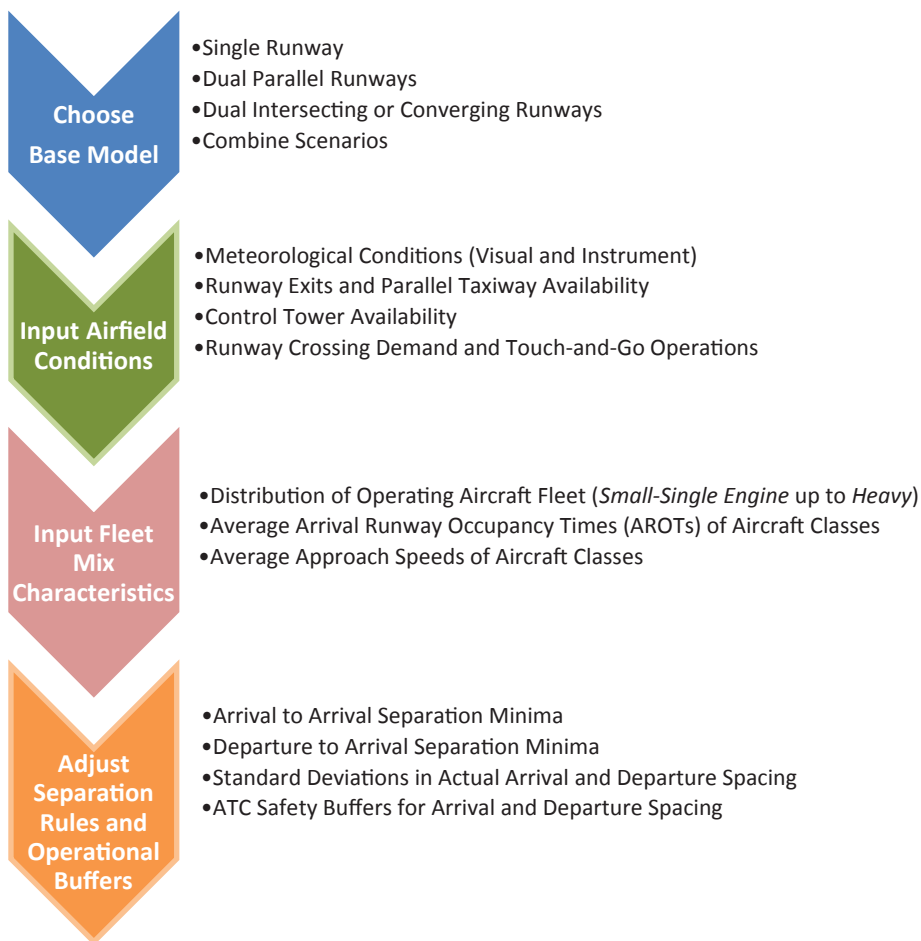 Choose
Base Model
•Single Runway
•Dual Parallel Runways
•Dual Intersecting or Converging Runways
•Combine Scenarios
Input Airfield
Conditions
•Meteorological Conditions (Visual and Instrument)
•Runway Exits and Parallel Taxiway Availability
•Control Tower Availability
•Runway Crossing Demand and Touch-and-Go Operations
Input Fleet
Mix
Characteristics
•Distribution of Operating Aircraft Fleet (Small-Single Engine up to Heavy)
•Average Arrival Runway Occupancy Times (AROTs) of Aircraft Classes
•Average Approach Speeds of Aircraft Classes
Adjust
Separation
Rules and
Operational
Buffers
•Arrival to Arrival Separation Minima
•Departure to Arrival Separation Minima
•Standard Deviations in Actual Arrival and Departure Spacing
•ATC Safety Buffers for Arrival and Departure Spacing